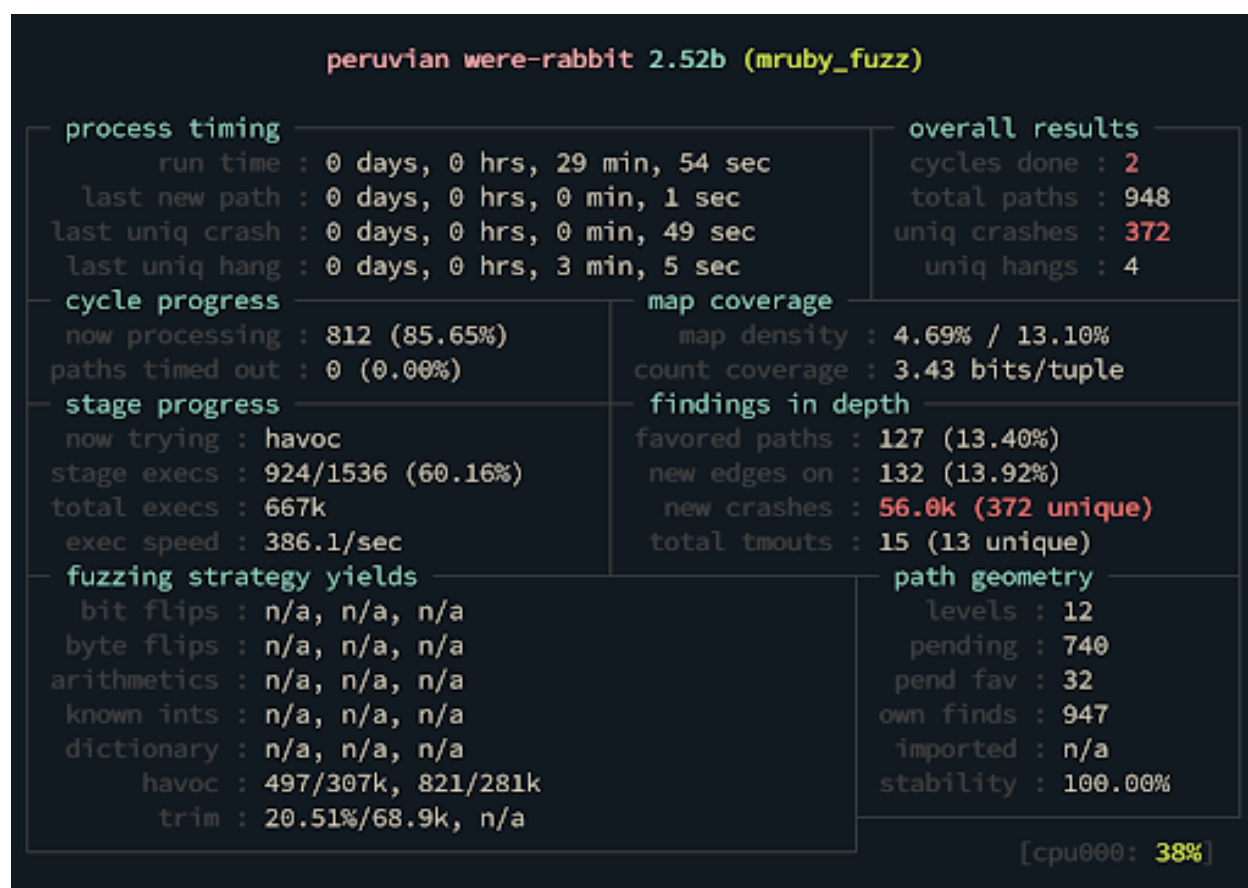 peruvian were-rabbit 2.52b (mruby_fuzz)
process timing overall results
run time : 0 days, 0 hrs, 29 min, 54 sec cycles done : 2
last new path : 0 days, 0 hrs, 0 min, 1 sec total paths : 948
last uniq crash : 0 days, 0 hrs, 0 min, 49 sec uniq crashes : 372
last uniq hang : 0 days, 0 hrs, 3 min, 5 sec uniq hangs : 4
cycle progress map coverage
now processing : 812 (85.65%) map density : 4.69% / 13.10%
paths timed out : 0 (0.00%) count coverage : 3.43 bits/tuple
stage progress findings in depth
now trying : havoc favored paths : 127 (13.40%)
stage execs : 924/1536 (60.16%) new edges on : 132 (13.92%)
total execs : 667k new crashes : 56.0k (372 unique)
exec speed : 386.1/sec total tmouts : 15 (13 unique)
fuzzing strategy yields path geometry
bit flips : n/a, n/a, n/a levels : 12
byte flips : n/a, n/a, n/a pending : 740
arithmetics : n/a, n/a, n/a pend fav : 32
known ints : n/a, n/a, n/a own finds : 947
dictionary : n/a, n/a, n/a imported : n/a
havoc : 497/307k, 821/281k stability : 100.00%
trim : 20.51%/68.9k, n/a
[cpu000: 38%]